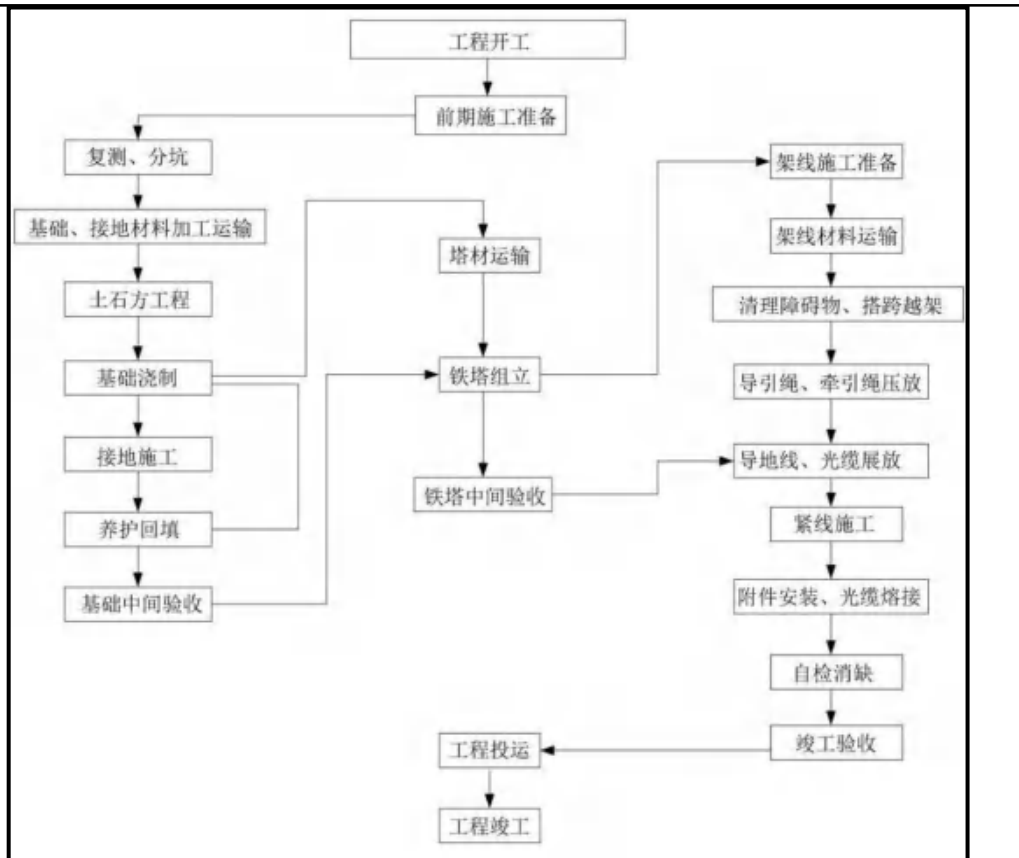 工程开工
前期施工准备
复测、分坑
基础、接地材料加工运输
土石方工程
基础浇制
接地施工
养护回填
基础中间验收
塔材运输
铁塔组立
铁塔中间验收
架线施工准备
架线材料运输
清理障碍物、搭跨越架
导引绳、牵引绳压放
导地线、光缆展放
紧线施工
附件安装、光缆熔接
自检消缺
竣工验收
工程投运
工程竣工